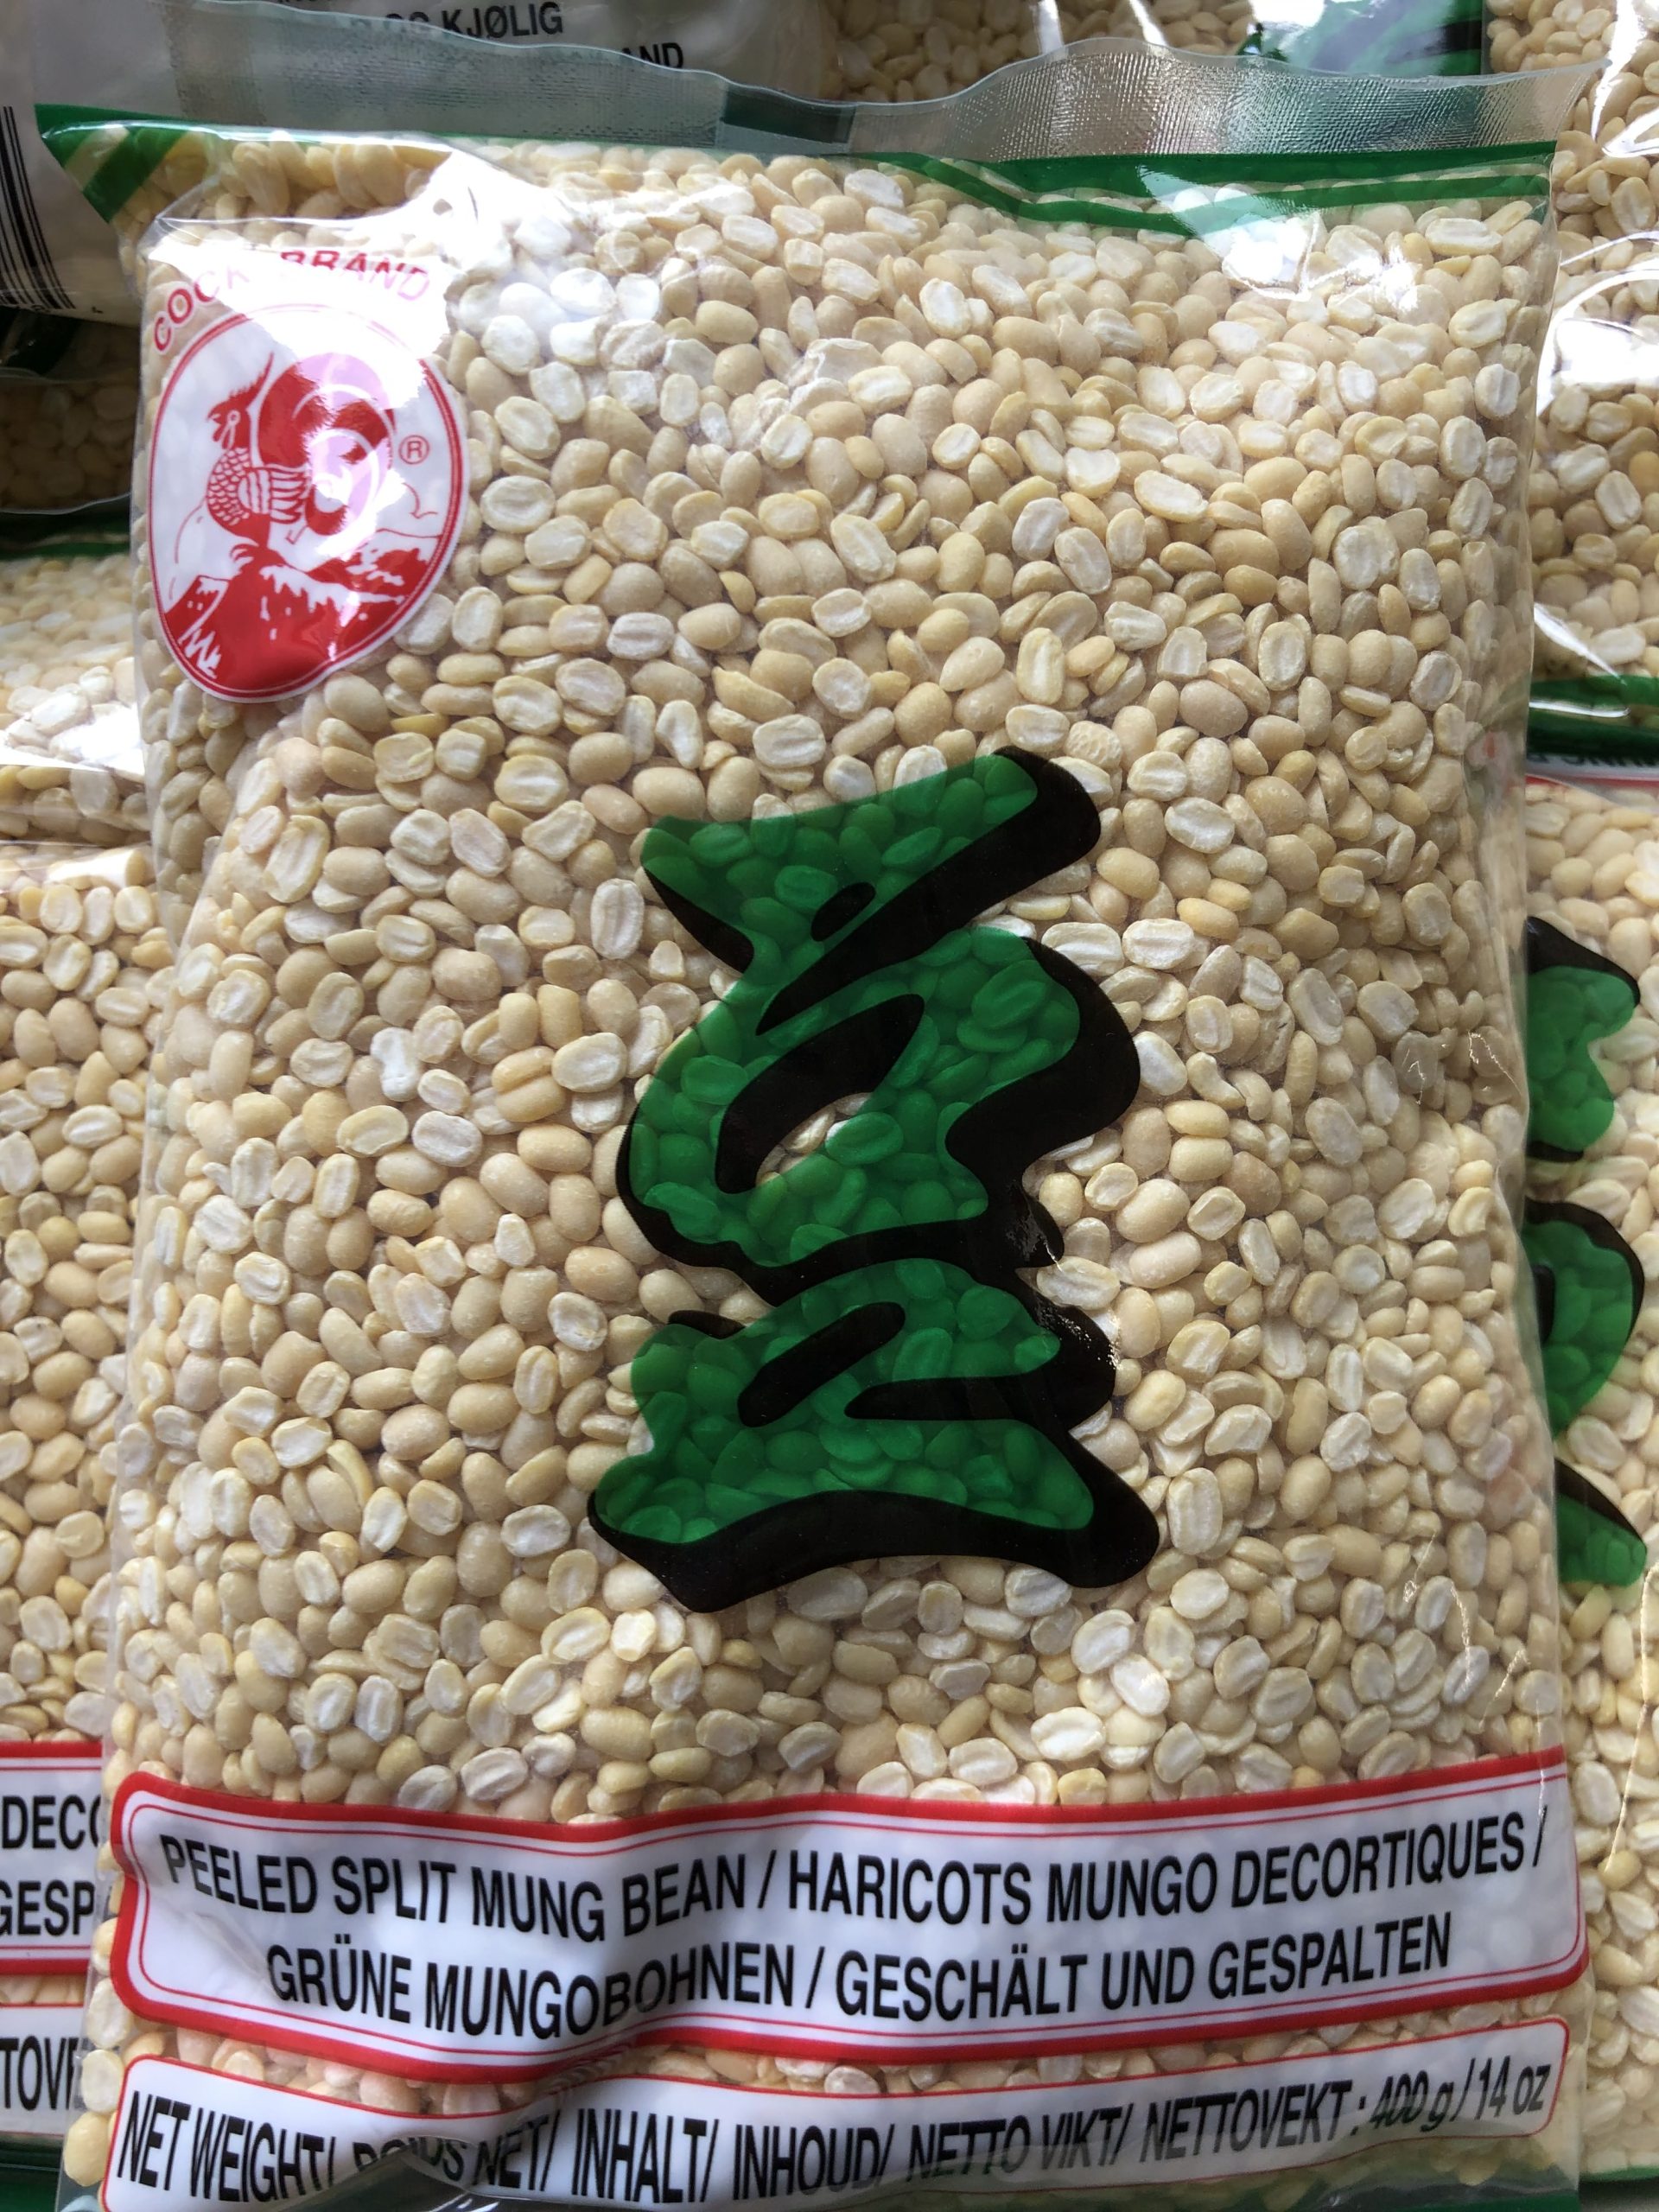 KJØLIG
COCK BRAND
®
豆
PEELED SPLIT MUNG BEAN / HARICOTS MUNGO DECORTIQUES /
GRÜNE MUNGOBOHNEN / GESCHÄLT UND GESPALTEN
NET WEIGHT/ POIDS NET/ INHALT/ INHOUD/ NETTO VIKT/ NETTOVEKT : 400 g / 14 oz